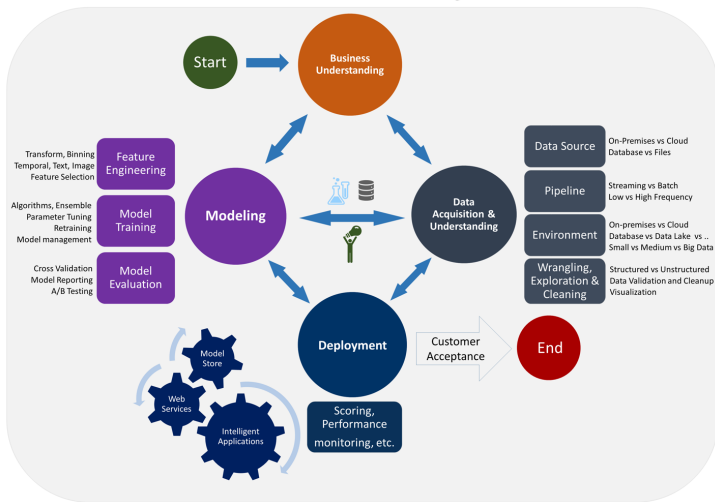 Start
Business
Understanding
Transform, Binning
Temporal, Text, Image
Feature Selection
Feature
Engineering
Algorithms, Ensemble
Parameter Tuning
Retraining
Model management
Model
Training
Cross Validation
Model Reporting
A/B Testing
Model
Evaluation
Modeling
Data
Acquisition &
Understanding
Data Source
On-Premises vs Cloud
Database vs Files
Pipeline
Streaming vs Batch
Low vs High Frequency
Environment
On-premises vs Cloud
Database vs Data Lake vs ..
Small vs Medium vs Big Data
Wrangling,
Exploration &
Cleaning
Structured vs Unstructured
Data Validation and Cleanup
Visualization
Deployment
Customer
Acceptance
End
Scoring,
Performance
monitoring, etc.
Model
Store
Web
Services
Intelligent
Applications